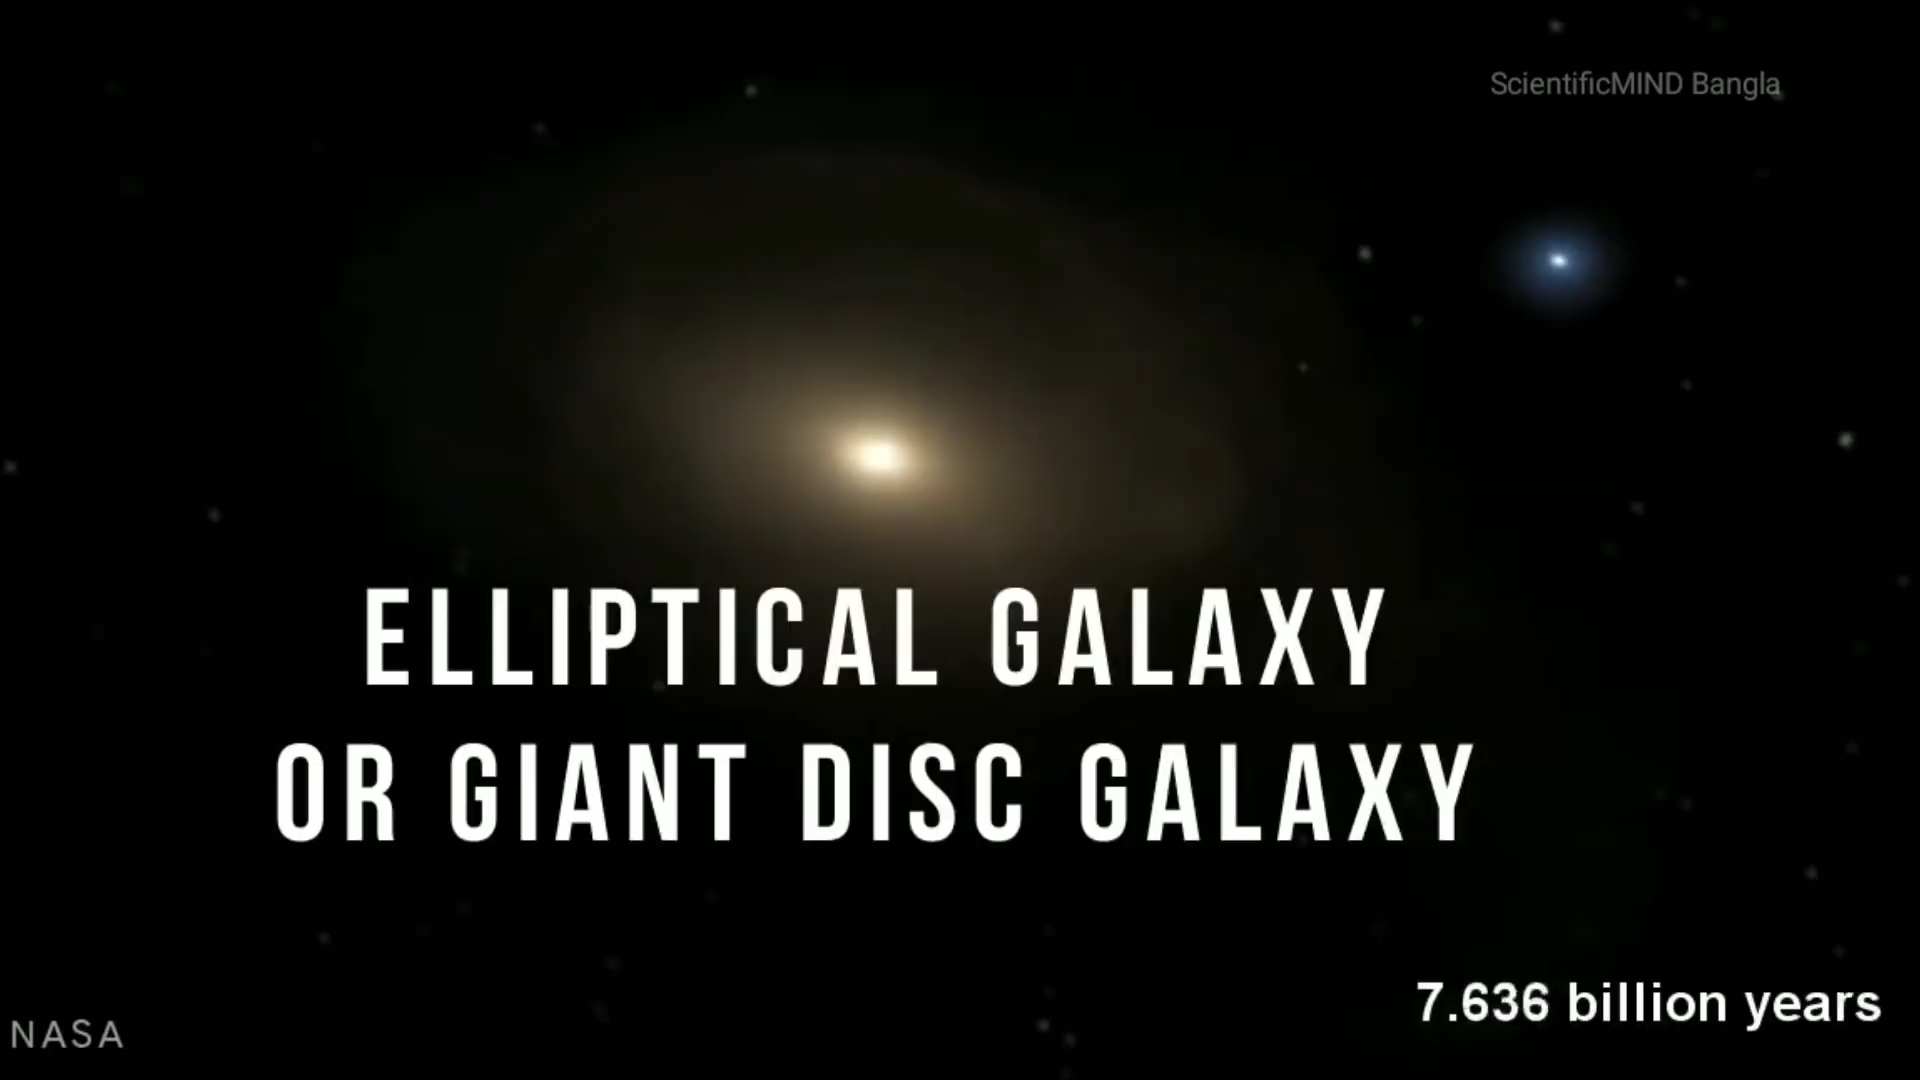 ScientificMIND Bangla
ELLIPTICAL GALAXY
OR GIANT DISC GALAXY
7.636 billion years
NASA